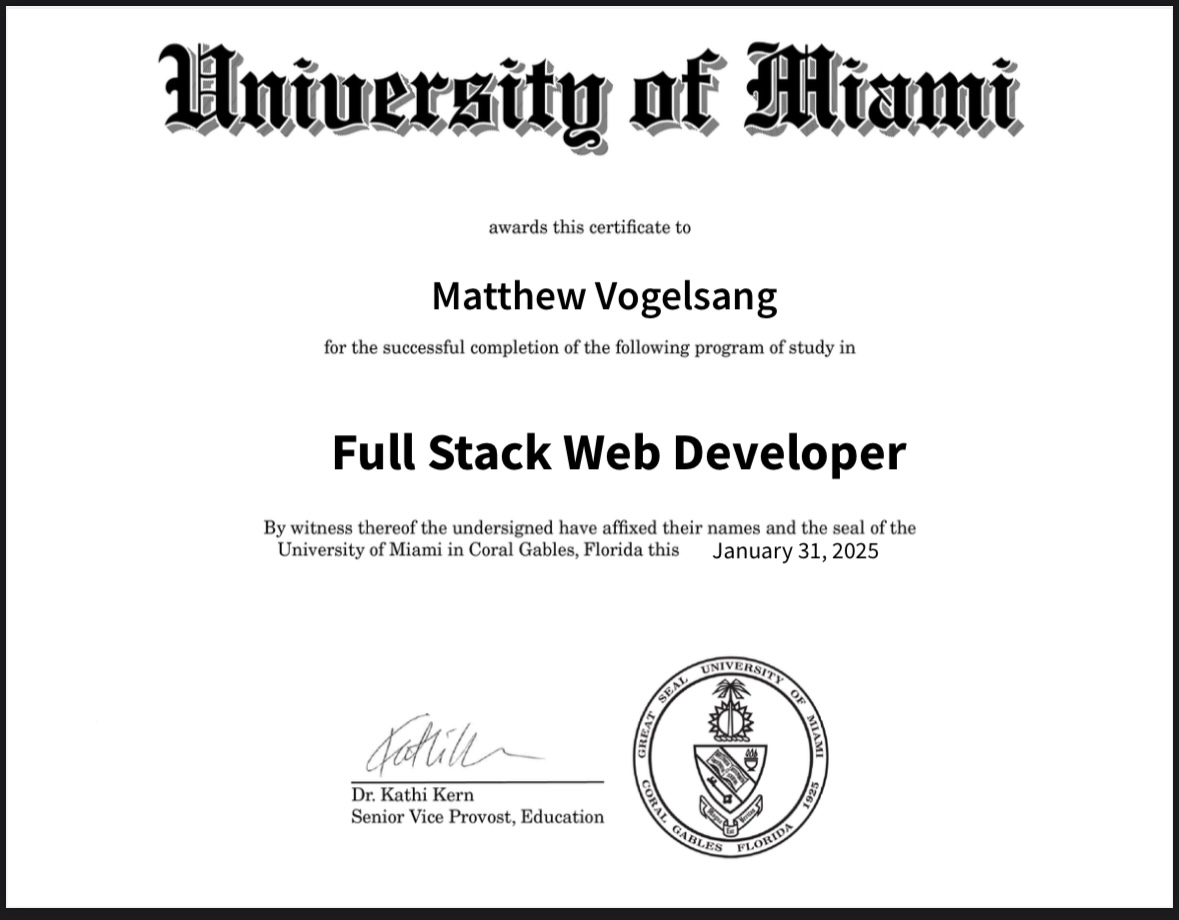 University of Miami
awards this certificate to
Matthew Vogelsang
for the successful completion of the following program of study in
Full Stack Web Developer
By witness thereof the undersigned have affixed their names and the seal of the
University of Miami in Coral Gables, Florida this January 31, 2025
Dr. Kathi Kern
Senior Vice Provost, Education
GREAT SEAL UNIVERSITY OF MIAMI
CORAL GABLES FLORIDA 1925